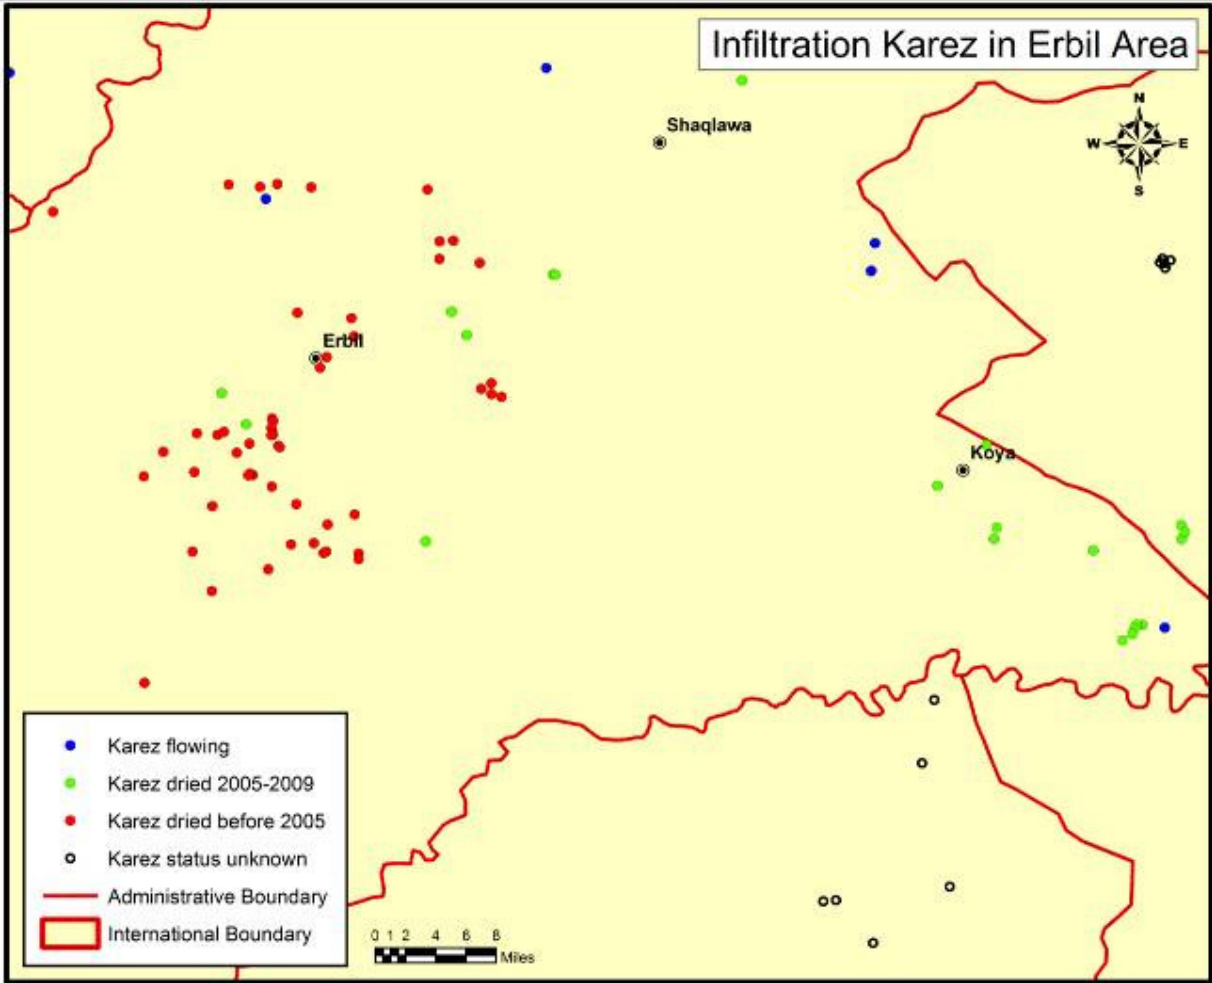 Infiltration Karez in Erbil Area
N
W E
S
Shaqlawa
Erbil
Koya
Karez flowing
Karez dried 2005-2009
Karez dried before 2005
Karez status unknown
Administrative Boundary
International Boundary
0 1 2 4 6 8
Miles